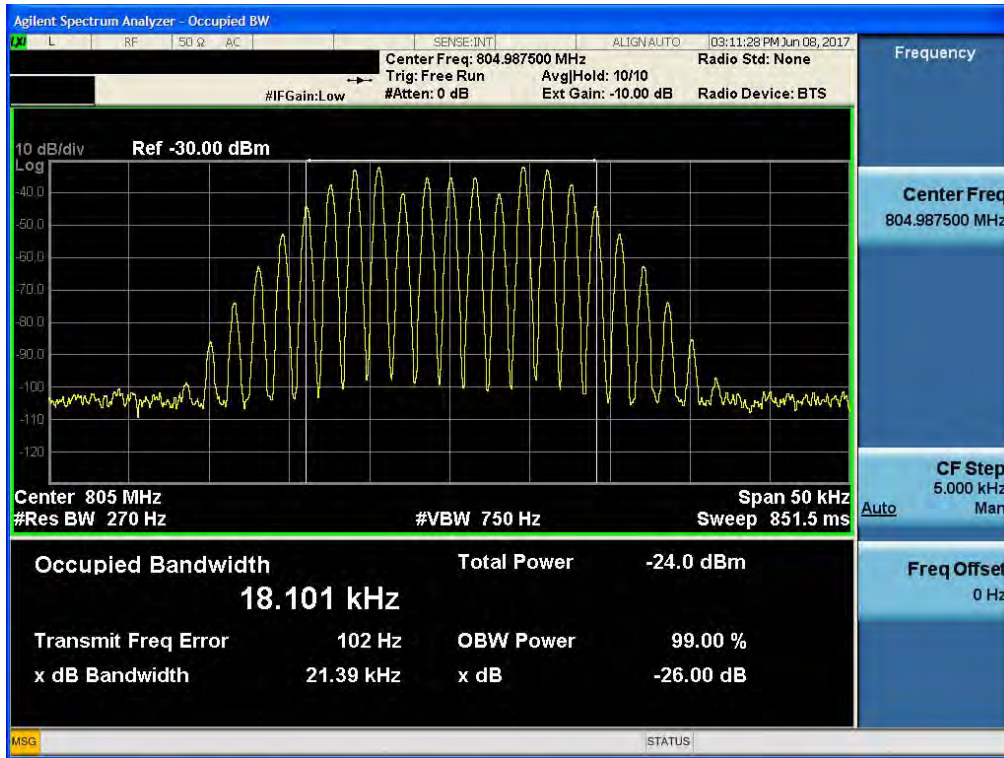 Agilent Spectrum Analyzer - Occupied BW
LXI L RF 50 Ω AC SENSE:INT ALIGN AUTO 03:11:28 PM Jun 08, 2017
Center Freq: 804.987500 MHz Radio Std: None
Trig: Free Run Avg|Hold: 10/10
#IFGain:Low #Atten: 0 dB Ext Gain: -10.00 dB Radio Device: BTS
10 dB/div Ref -30.00 dBm
Log
-40.0
-50.0
-60.0
-70.0
-80.0
-90.0
-100
-110
-120
Center 805 MHz Span 50 kHz
#Res BW 270 Hz #VBW 750 Hz Sweep 851.5 ms
Occupied Bandwidth Total Power -24.0 dBm
18.101 kHz
Transmit Freq Error 102 Hz OBW Power 99.00 %
x dB Bandwidth 21.39 kHz x dB -26.00 dB
MSG STATUS
Frequency
Center Freq
804.987500 MHz
CF Step
5.000 kHz
Auto Man
Freq Offset
0 Hz